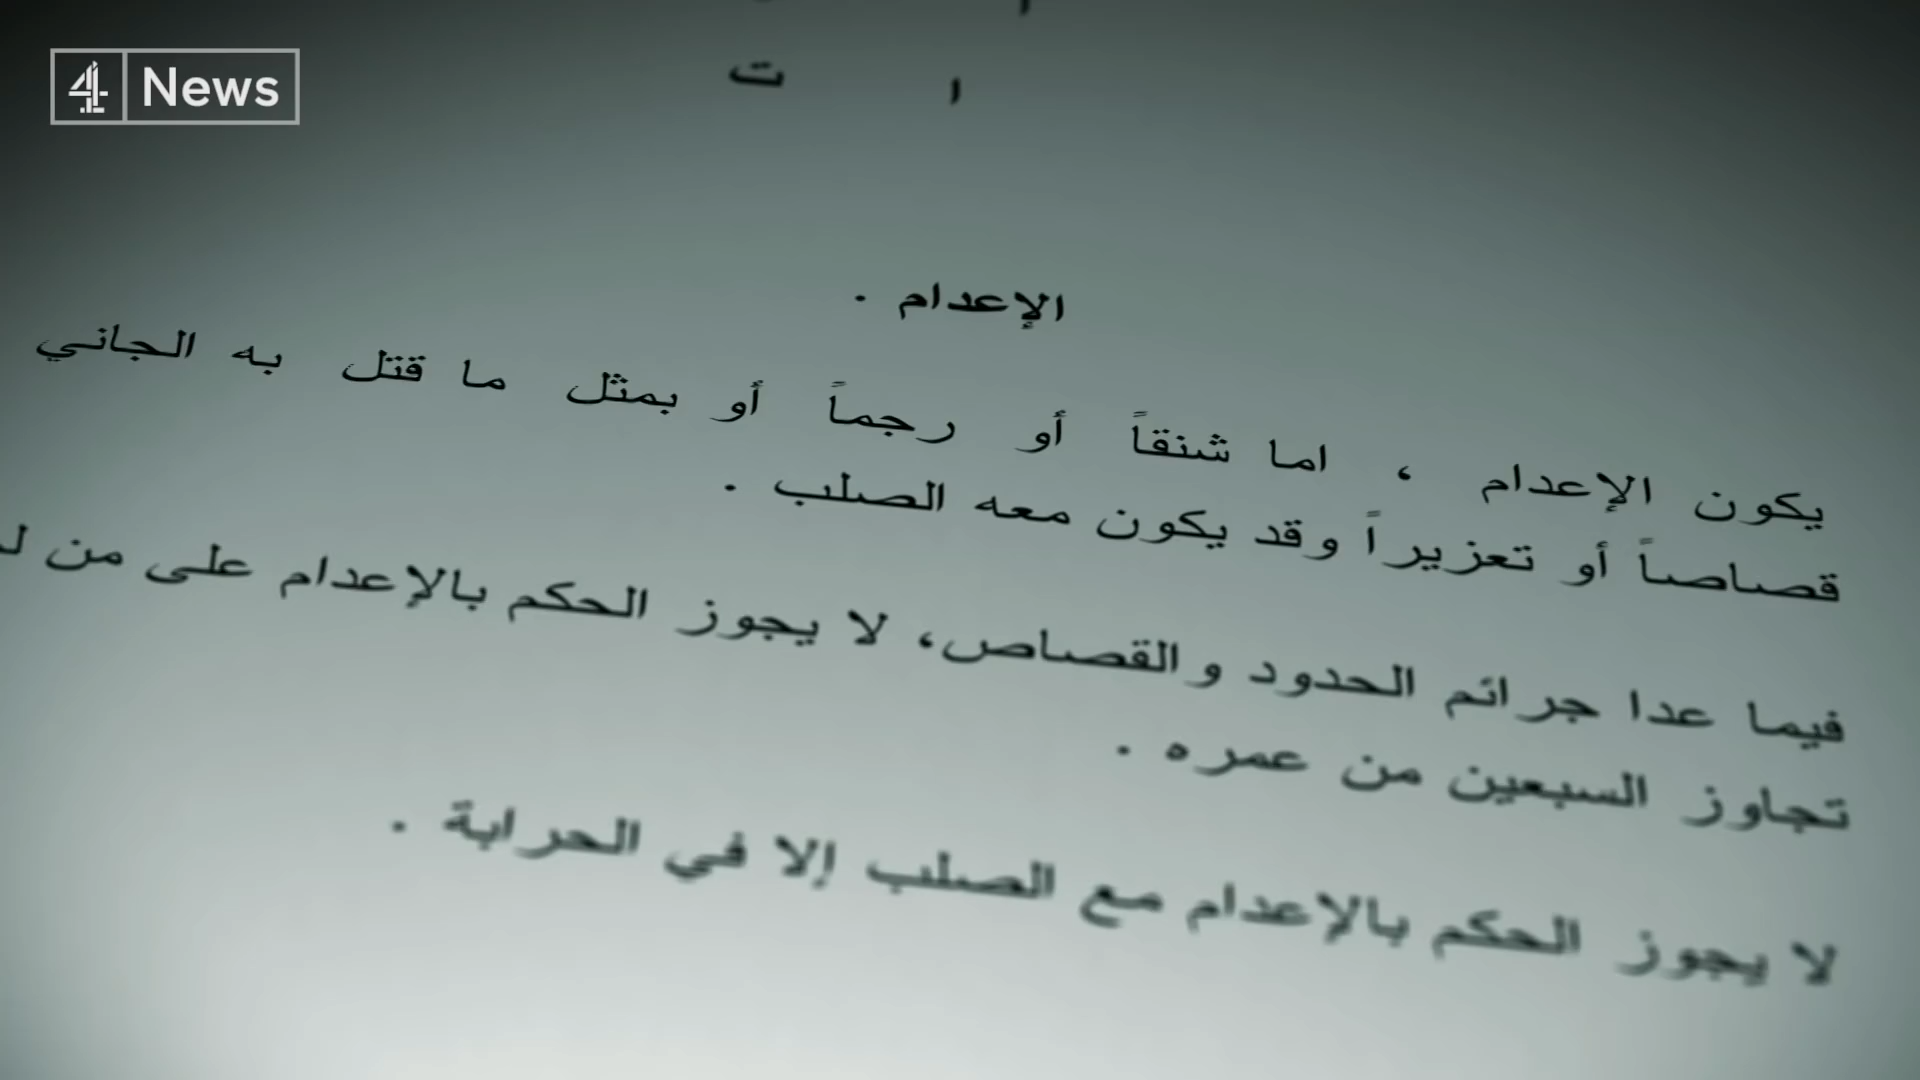 4 News
ا ت
الإعدام .
يكون الإعدام ، اما شنقاً أو رجماً أو بمثل ما قتل به الجاني
قصاصاً أو تعزيراً وقد يكون معه الصلب .
فيما عدا جرائم الحدود والقصاص، لا يجوز الحكم بالإعدام على من
تجاوز السبعين من عمره .
لا يجوز الحكم بالإعدام مع الصلب إلا في الحرابة .